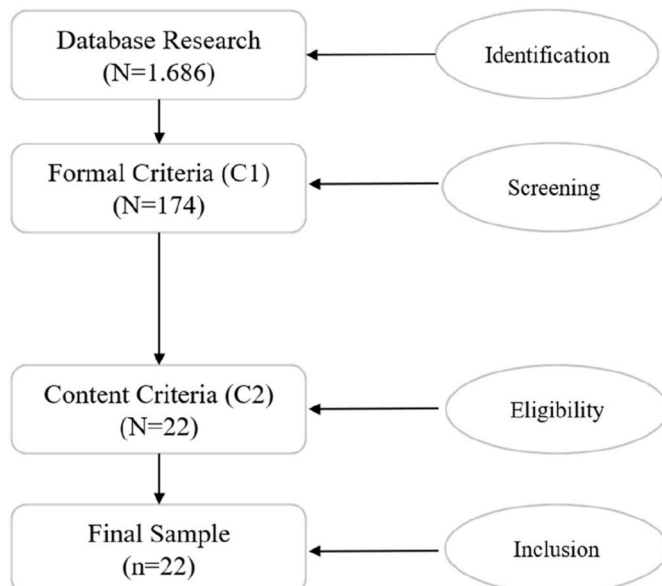 Database Research
(N=1.686)
Identification
Formal Criteria (C1)
(N=174)
Screening
Content Criteria (C2)
(N=22)
Eligibility
Final Sample
(n=22)
Inclusion